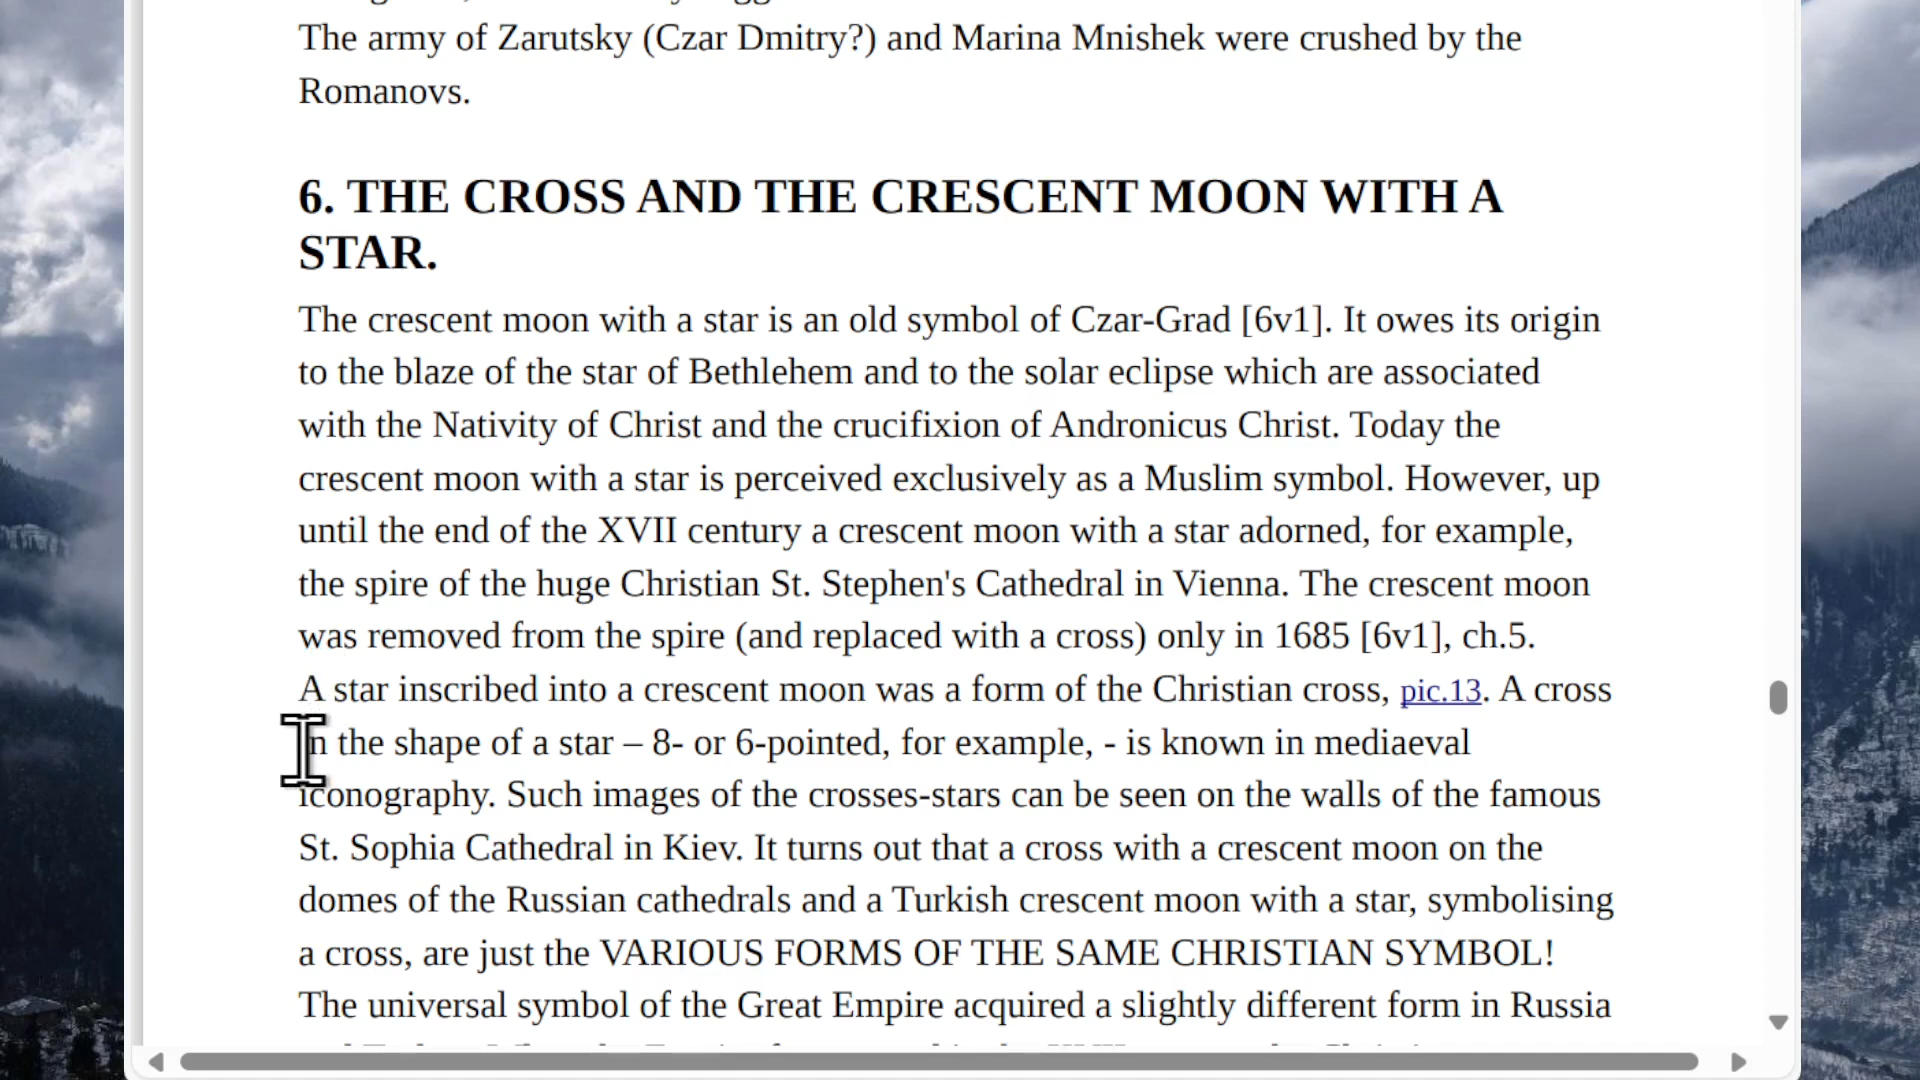 The army of Zarutsky (Czar Dmitry?) and Marina Mnishek were crushed by the
Romanovs.
6. THE CROSS AND THE CRESCENT MOON WITH A
STAR.
The crescent moon with a star is an old symbol of Czar-Grad [6v1]. It owes its origin
to the blaze of the star of Bethlehem and to the solar eclipse which are associated
with the Nativity of Christ and the crucifixion of Andronicus Christ. Today the
crescent moon with a star is perceived exclusively as a Muslim symbol. However, up
until the end of the XVII century a crescent moon with a star adorned, for example,
the spire of the huge Christian St. Stephen's Cathedral in Vienna. The crescent moon
was removed from the spire (and replaced with a cross) only in 1685 [6v1], ch.5.
A star inscribed into a crescent moon was a form of the Christian cross, pic.13. A cross
in the shape of a star – 8- or 6-pointed, for example, - is known in mediaeval
iconography. Such images of the crosses-stars can be seen on the walls of the famous
St. Sophia Cathedral in Kiev. It turns out that a cross with a crescent moon on the
domes of the Russian cathedrals and a Turkish crescent moon with a star, symbolising
a cross, are just the VARIOUS FORMS OF THE SAME CHRISTIAN SYMBOL!
The universal symbol of the Great Empire acquired a slightly different form in Russia